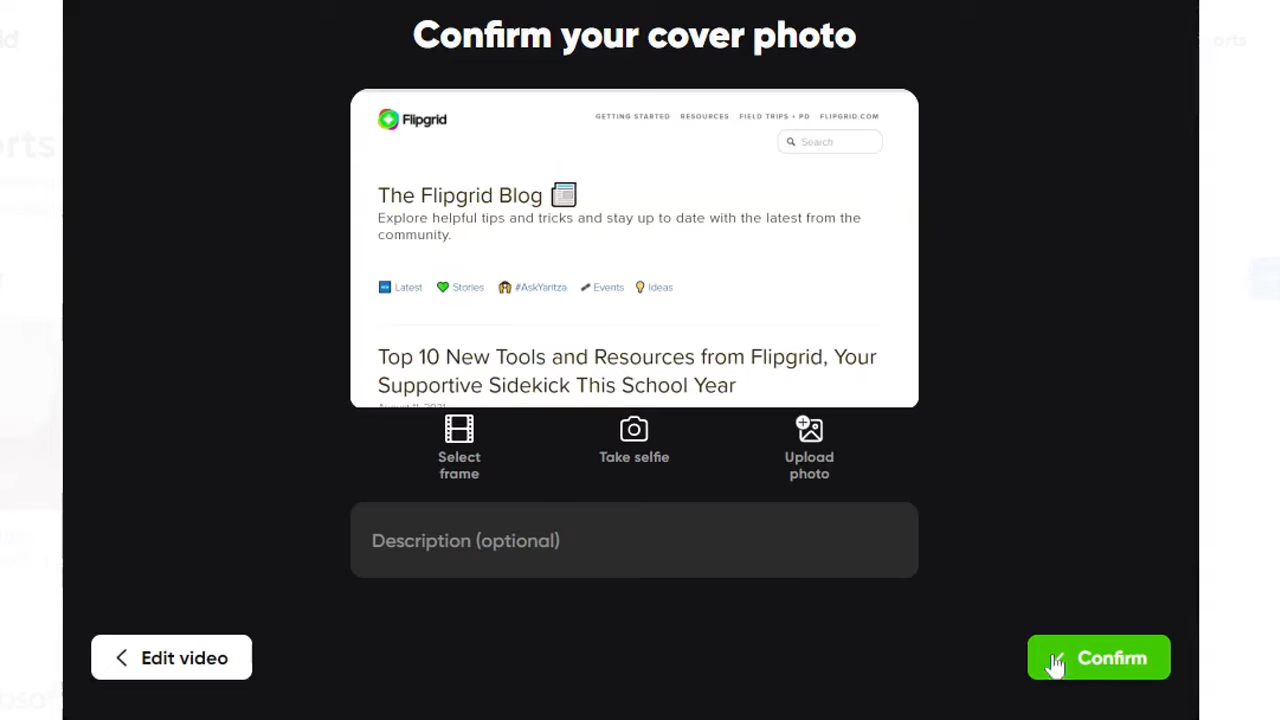 Confirm your cover photo
Flipgrid
GETTING STARTED RESOURCES FIELD TRIPS + PD FLIPGRID.COM
Search
The Flipgrid Blog
Explore helpful tips and tricks and stay up to date with the latest from the
community.
Latest Stories #AskYaritza Events Ideas
Top 10 New Tools and Resources from Flipgrid, Your
Supportive Sidekick This School Year
Select
frame
Take selfie
Upload
photo
Description (optional)
Edit video
Confirm